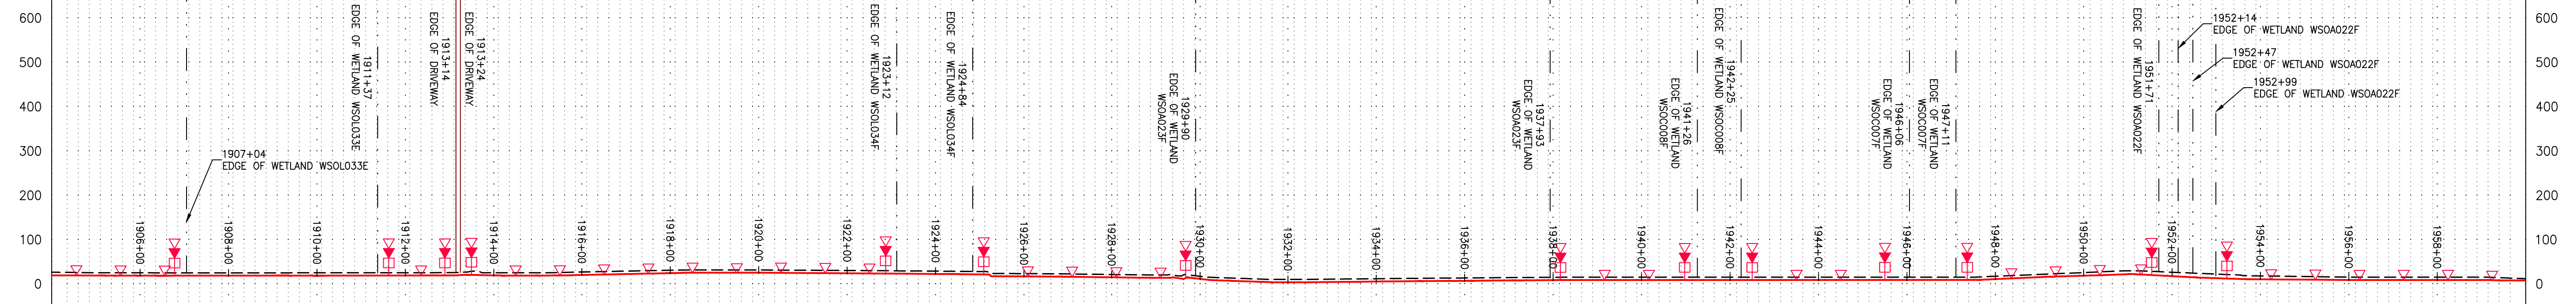 600
500
400
300
200
100
0
1907+04
EDGE OF WETLAND WSOL033E
1911+37
EDGE OF WETLAND WSOL033E
1913+14
EDGE OF DRIVEWAY
1913+24
EDGE OF DRIVEWAY
1923+12
EDGE OF WETLAND WSOL034F
1924+84
EDGE OF WETLAND WSOL034F
1929+90
EDGE OF WETLAND
WSOA023F
1937+93
EDGE OF WETLAND
WSOA023F
1941+26
EDGE OF WETLAND
WSOC008F
1942+25
EDGE OF WETLAND WSOC008F
1946+06
EDGE OF WETLAND
WSOC007F
1947+11
EDGE OF WETLAND
WSOC007F
1951+71
EDGE OF WETLAND WSOA022F
1952+14
EDGE OF WETLAND WSOA022F
1952+47
EDGE OF WETLAND WSOA022F
1952+99
EDGE OF WETLAND WSOA022F
1906+00
1908+00
1910+00
1912+00
1914+00
1916+00
1918+00
1920+00
1922+00
1924+00
1926+00
1928+00
1930+00
1932+00
1934+00
1936+00
1938+00
1940+00
1942+00
1944+00
1946+00
1948+00
1950+00
1952+00
1954+00
1956+00
1958+00
600
500
400
300
200
100
0